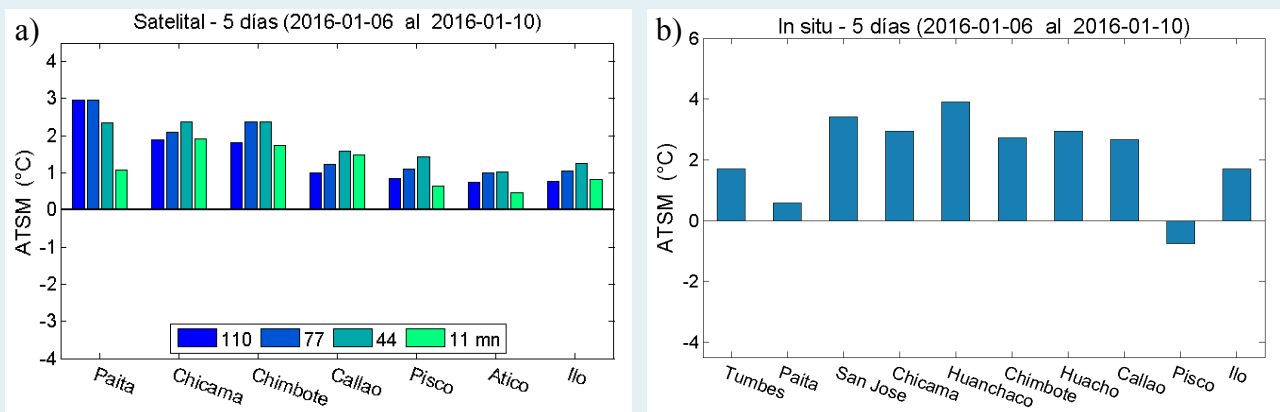 a)
Satelital - 5 días (2016-01-06 al 2016-01-10)
ATSM (°C)
4
3
2
1
0
-1
-2
-3
-4
110 77 44 11 mn
Paita Chicama Chimbote Callao Pisco Atico Ilo
b)
In situ - 5 días (2016-01-06 al 2016-01-10)
ATSM (°C)
6
4
2
0
-2
-4
Tumbes Paita San Jose Chicama Huanchaco Chimbote Huacho Callao Pisco Ilo